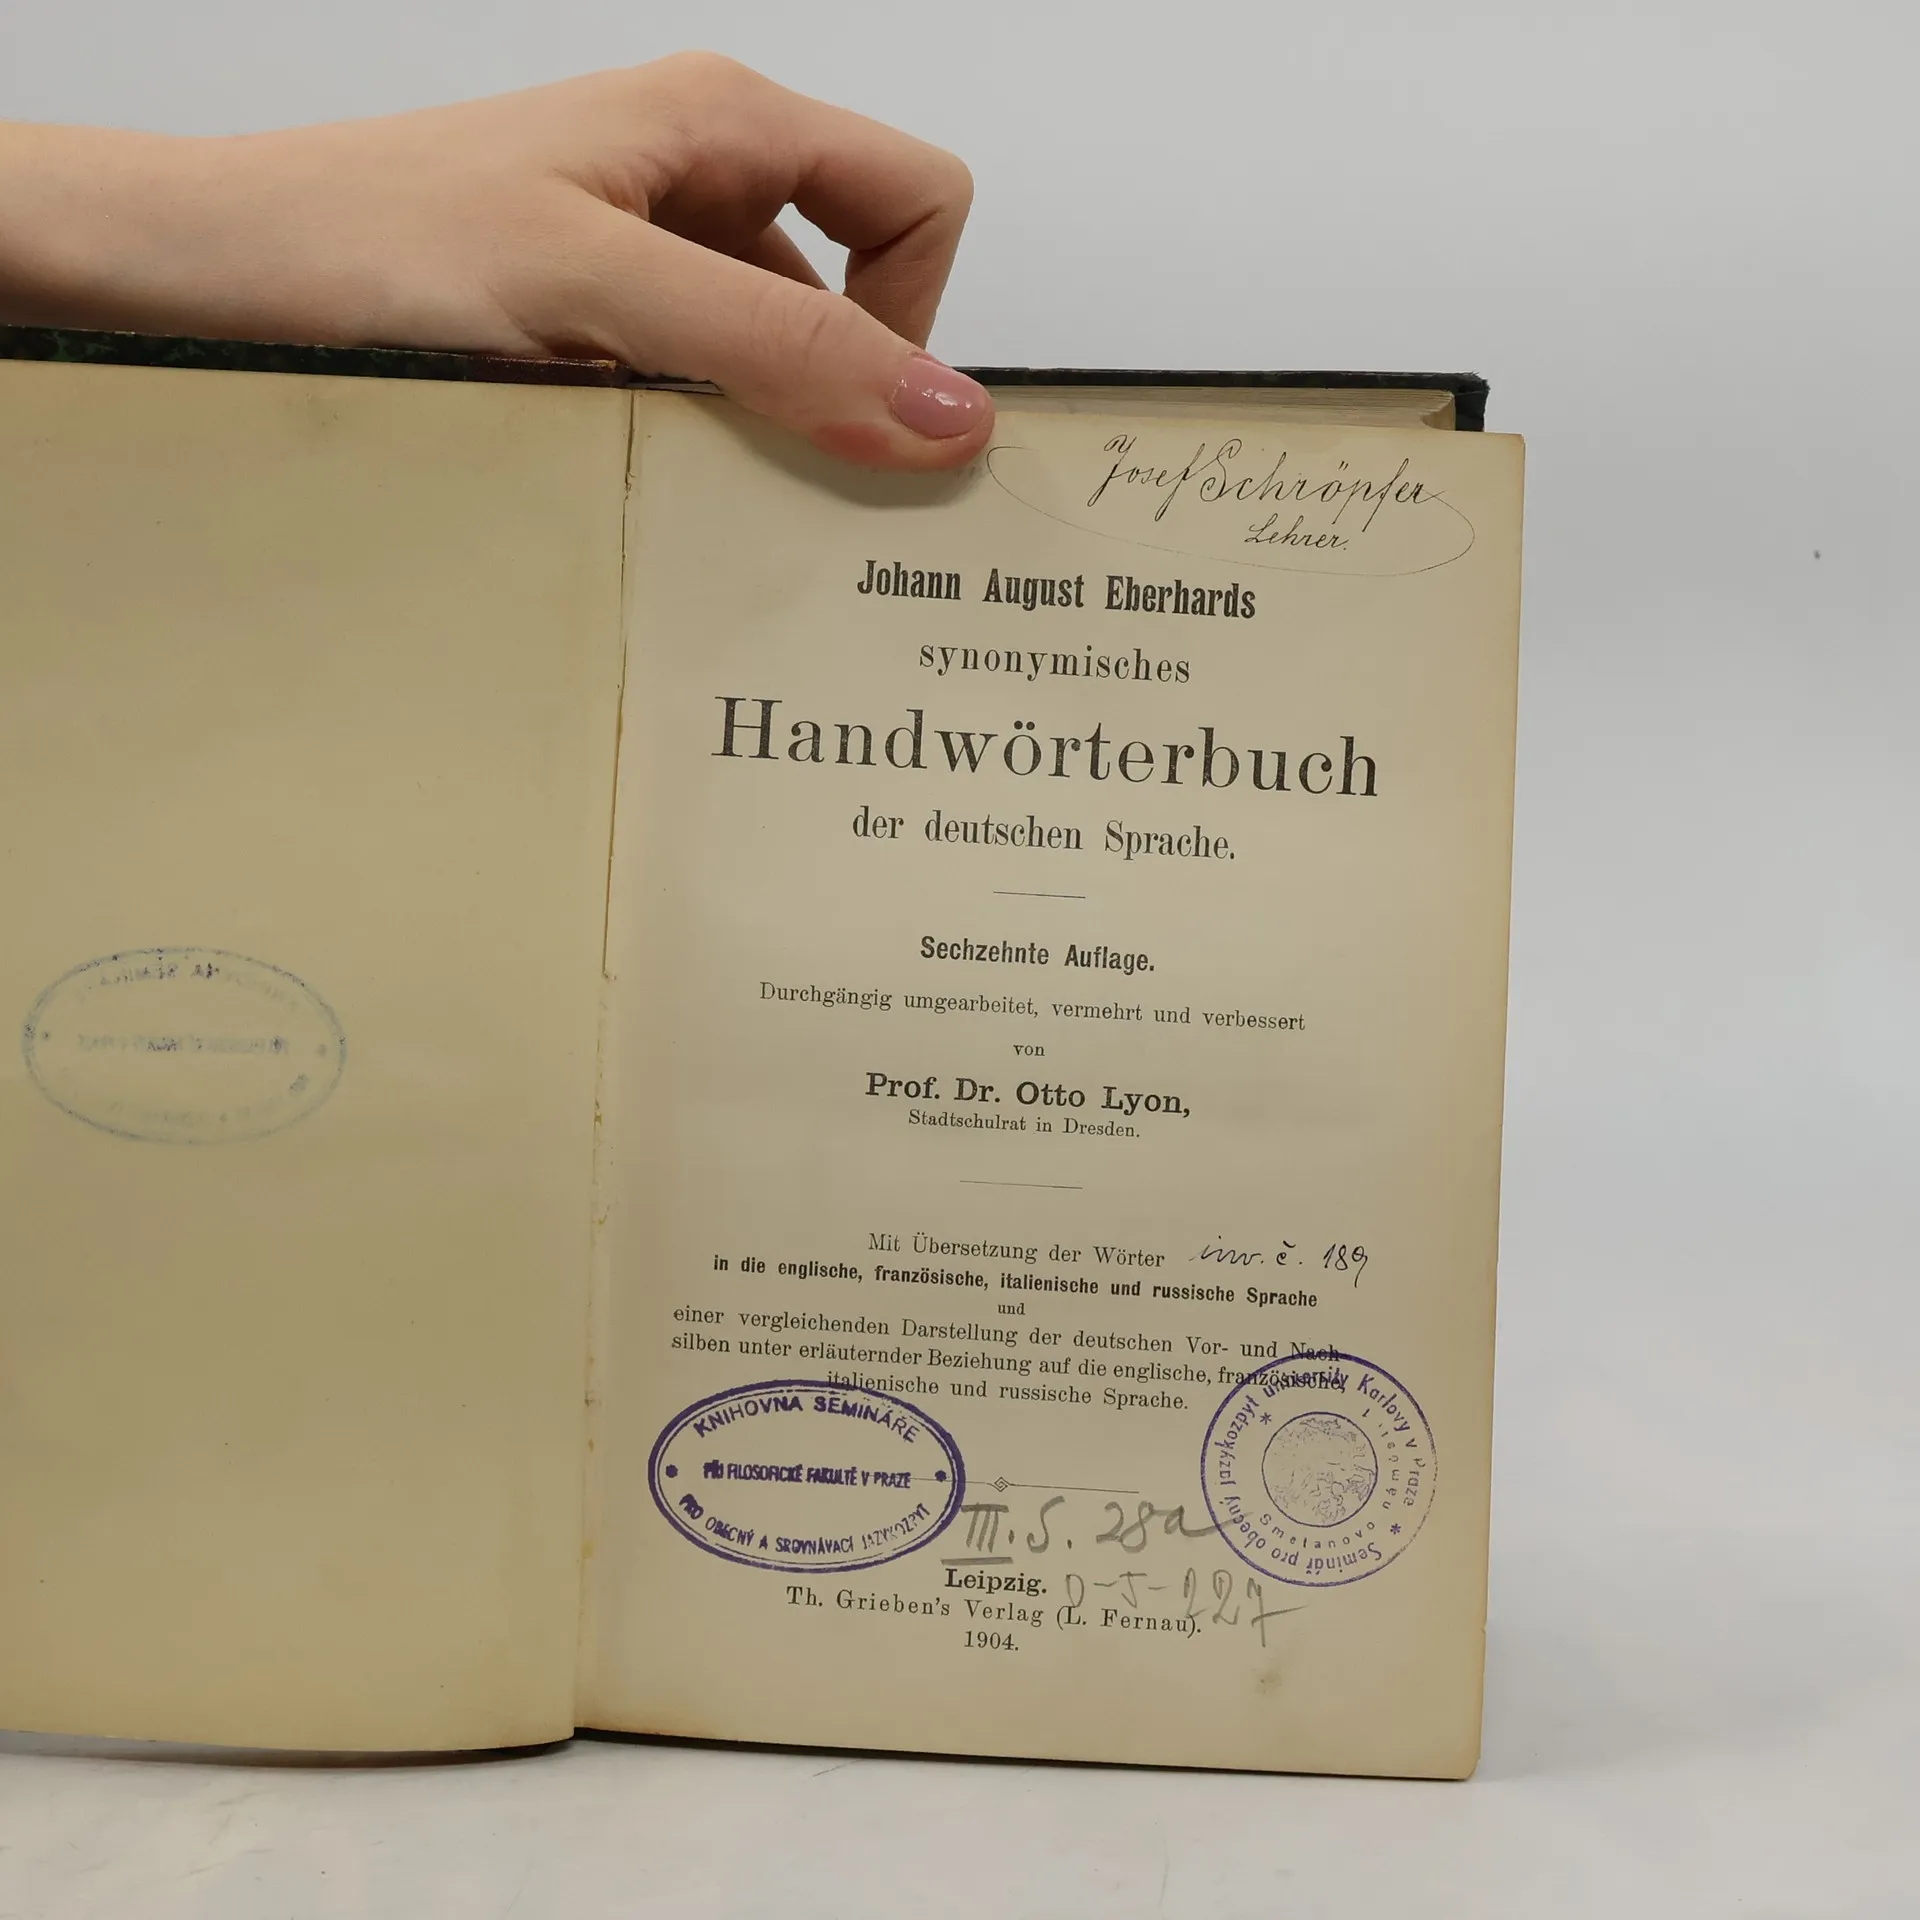 Josef Schröpfer
Lehrer.
Johann August Eberhards
synonymisches
Handwörterbuch
der deutschen Sprache.
Sechzehnte Auflage.
Durchgängig umgearbeitet, vermehrt und verbessert
von
Prof. Dr. Otto Lyon,
Stadtschulrat in Dresden.
Mit Übersetzung der Wörter
inv. č. 189
in die englische, französische, italienische und russische Sprache
und
einer vergleichenden Darstellung der deutschen Vor- und Nach-
silben unter erläuternder Beziehung auf die englische, französische,
italienische und russische Sprache.
KNIHOVNA SEMINÁŘE
PŘI FILOSOFICKÉ FAKULTĚ V PRAZE
PRO OBECNÝ A SROVNÁVACÍ JAZYKOZPYT
Seminář pro obecný jazykozpyt university Karlovy v Praze
Smetanovo náměstí, 1
III. S. 28a
Leipzig.
D-J-227
Th. Grieben's Verlag (L. Fernau).
1904.